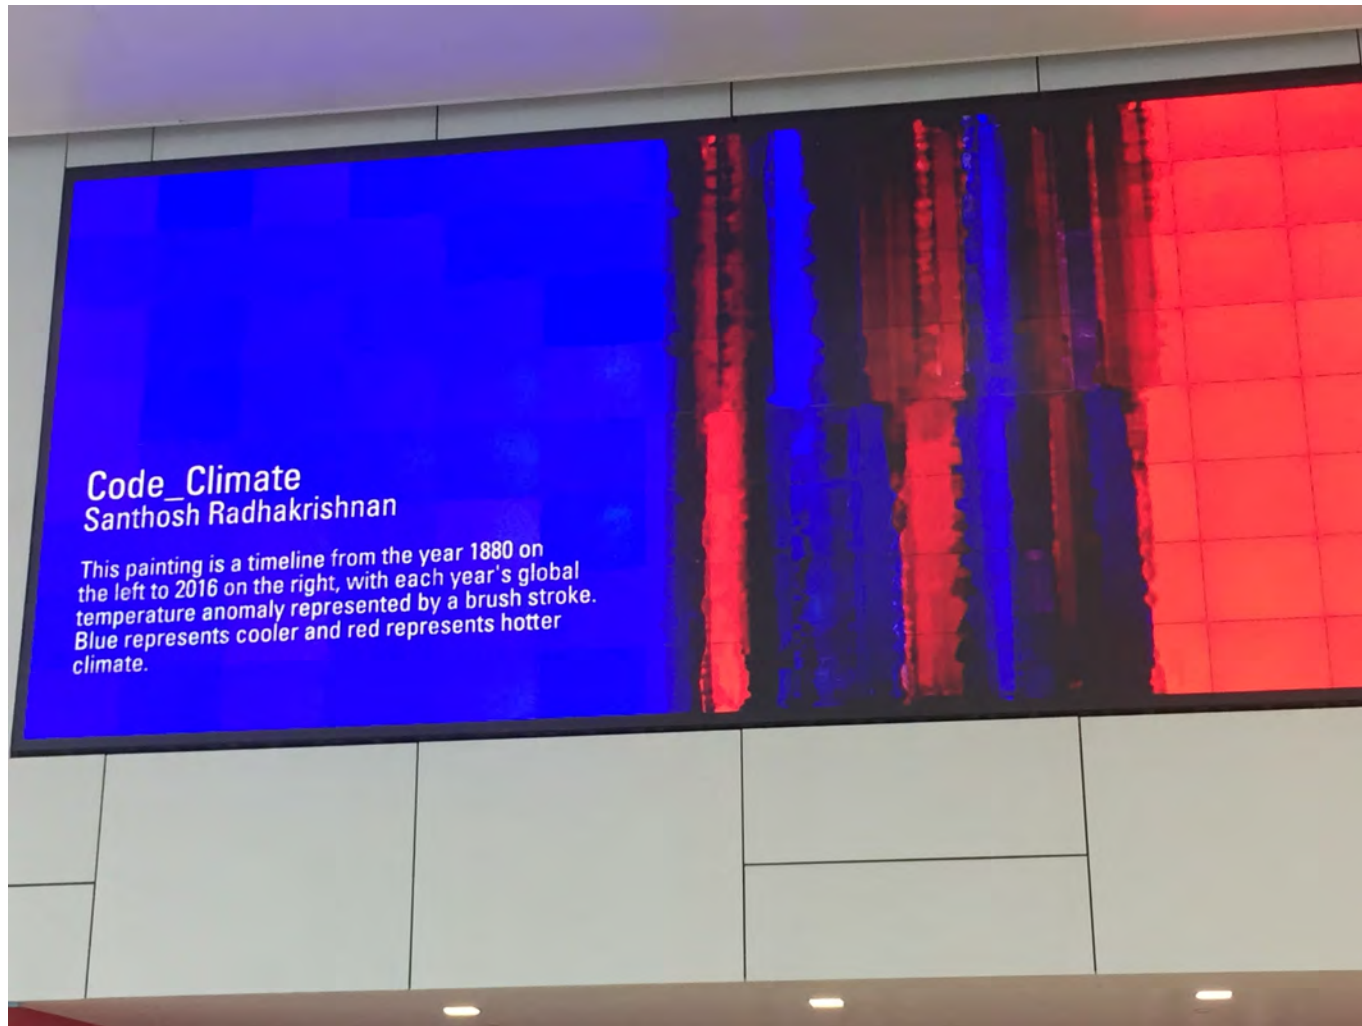 Code_Climate
Santhosh Radhakrishnan
This painting is a timeline from the year 1880 on
the left to 2016 on the right, with each year's global
temperature anomaly represented by a brush stroke.
Blue represents cooler and red represents hotter
climate.